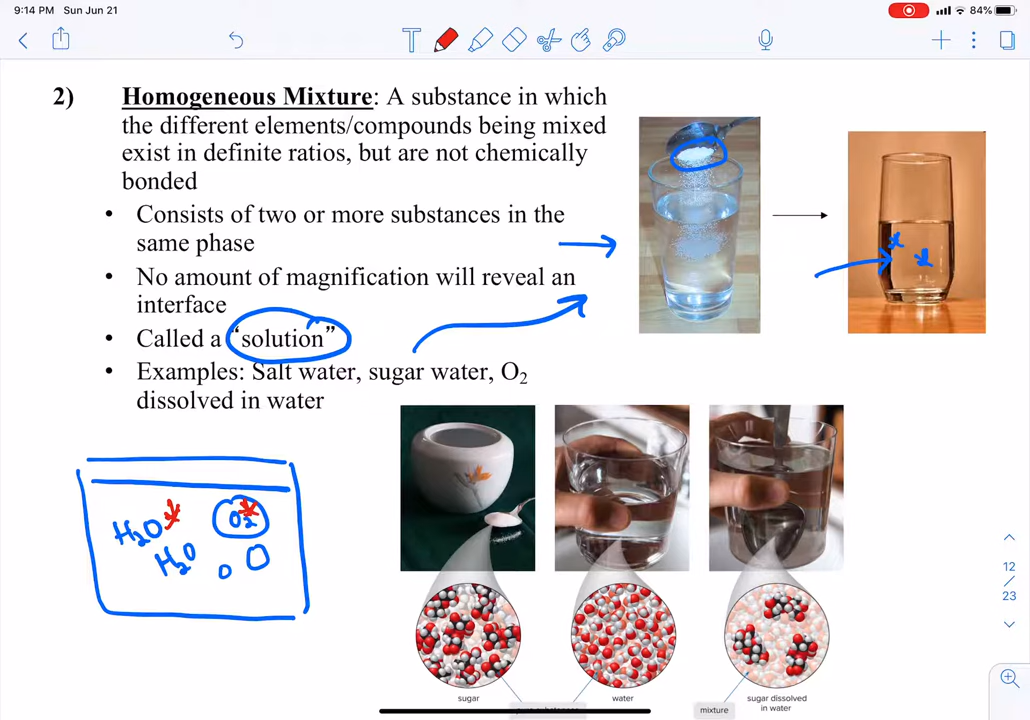 9:14 PM Sun Jun 21
84%
T
2) Homogeneous Mixture: A substance in which
the different elements/compounds being mixed
exist in definite ratios, but are not chemically
bonded
• Consists of two or more substances in the
same phase
• No amount of magnification will reveal an
interface
• Called a “solution”
• Examples: Salt water, sugar water, O₂
dissolved in water
H₂O O₂
H₂O
12
/
23
sugar
water
sugar dissolved
in water
mixture